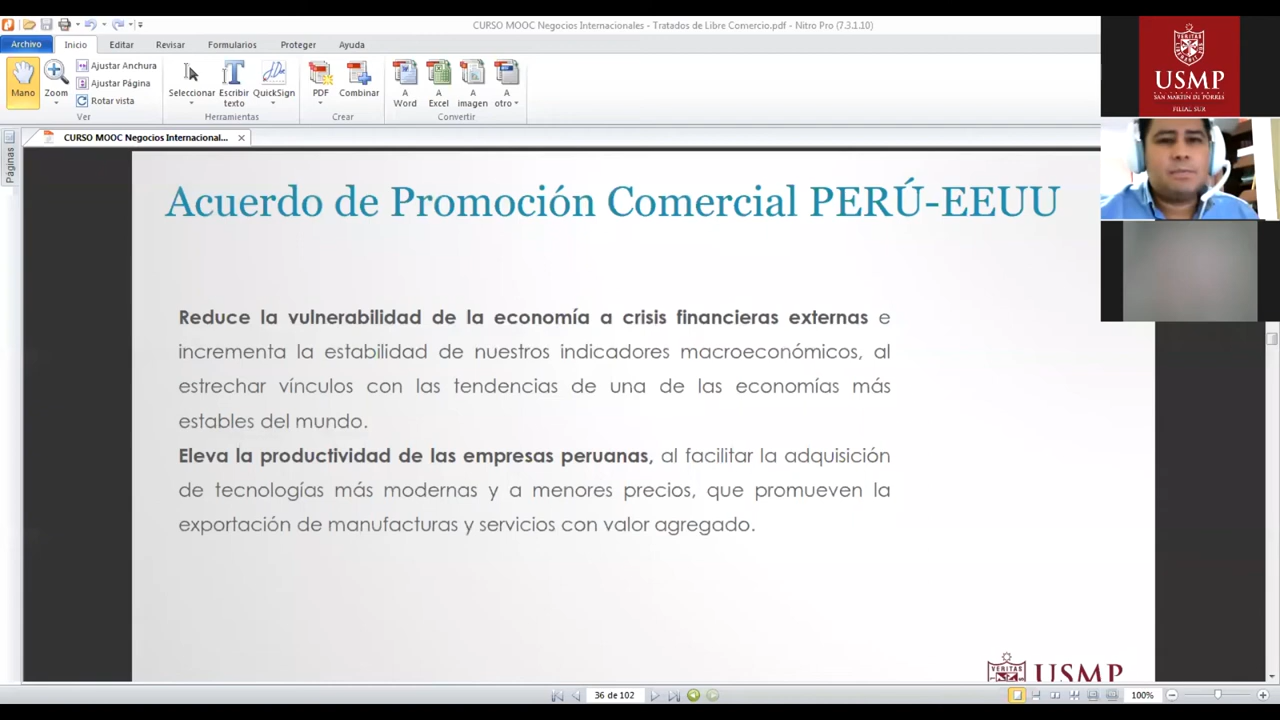 CURSO MOOC Negocios Internacionales - Tratados de Libre Comercio.pdf - Nitro Pro (7.3.1.10)
Archivo Inicio Editar Revisar Formularios Proteger Ayuda
Mano
Zoom
Ajustar Anchura
Ajustar Página
Rotar vista
Ver
Seleccionar
Escribir texto
QuickSign
Herramientas
PDF
Combinar
Crear
A Word
A Excel
A imagen
A otro
Convertir
CURSO MOOC Negocios Internacional...
Páginas
Acuerdo de Promoción Comercial PERÚ-EEUU
Reduce la vulnerabilidad de la economía a crisis financieras externas e
incrementa la estabilidad de nuestros indicadores macroeconómicos, al
estrechar vínculos con las tendencias de una de las economías más
estables del mundo.
Eleva la productividad de las empresas peruanas, al facilitar la adquisición
de tecnologías más modernas y a menores precios, que promueven la
exportación de manufacturas y servicios con valor agregado.
VERITAS
USMP
SAN MARTIN DE PORRES
FILIAL SUR
VERITAS
USMP
36 de 102
100%